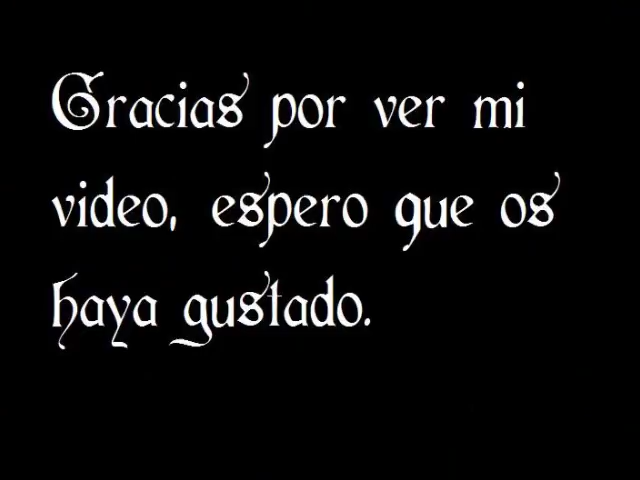 Gracias por ver mi
video, espero que os
haya gustado.